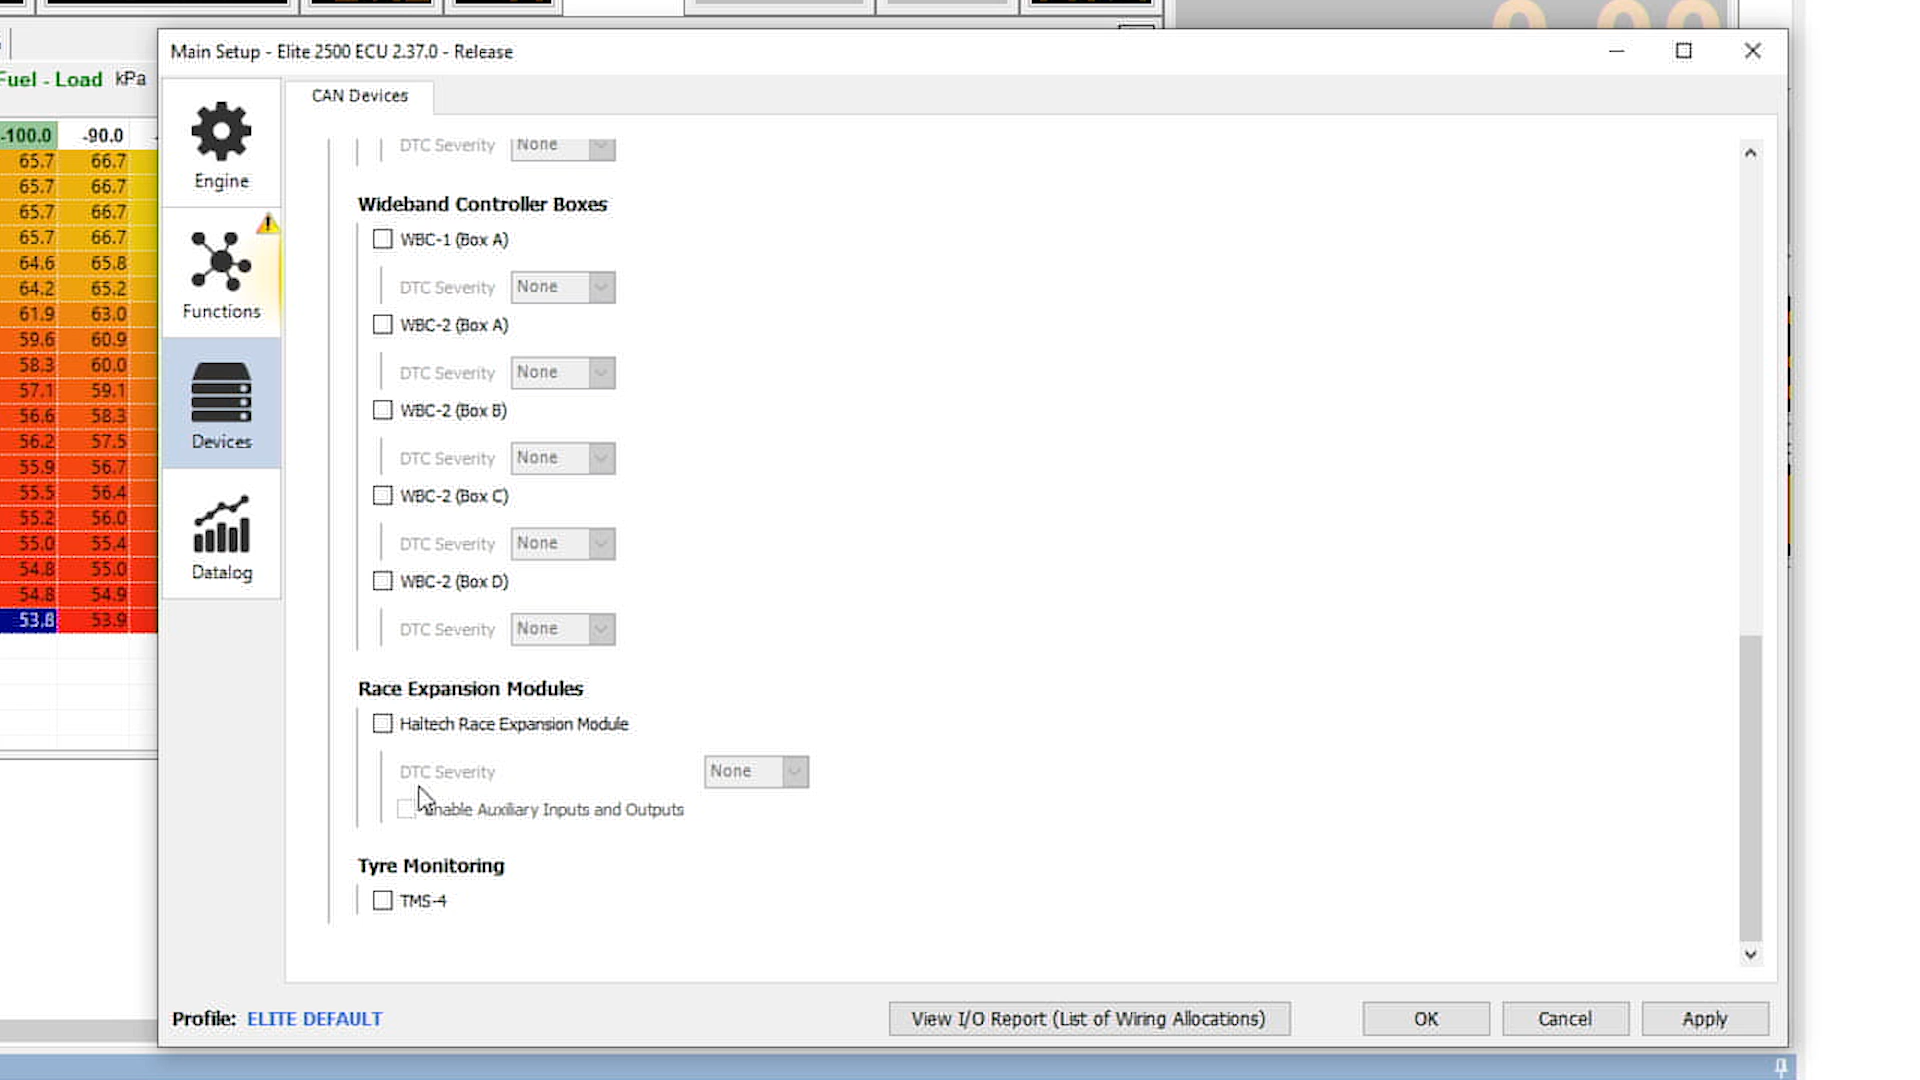 Main Setup - Elite 2500 ECU 2.37.0 - Release
Fuel - Load kPa
CAN Devices
-100.0 -90.0
DTC Severity None
65.7 66.7
65.7 66.7
65.7 66.7
65.7 66.7
64.6 65.8
64.2 65.2
61.9 63.0
59.6 60.9
58.3 60.0
57.1 59.1
56.6 58.3
56.2 57.5
55.9 56.7
55.5 56.4
55.2 56.0
55.0 55.4
54.8 55.0
54.8 54.9
53.8 53.9
Engine
Functions
Devices
Datalog
Wideband Controller Boxes
WBC-1 (Box A)
DTC Severity None
WBC-2 (Box A)
DTC Severity None
WBC-2 (Box B)
DTC Severity None
WBC-2 (Box C)
DTC Severity None
WBC-2 (Box D)
DTC Severity None
Race Expansion Modules
Haltech Race Expansion Module
DTC Severity None
Enable Auxiliary Inputs and Outputs
Tyre Monitoring
TMS-4
Profile: ELITE DEFAULT
View I/O Report (List of Wiring Allocations)
OK
Cancel
Apply